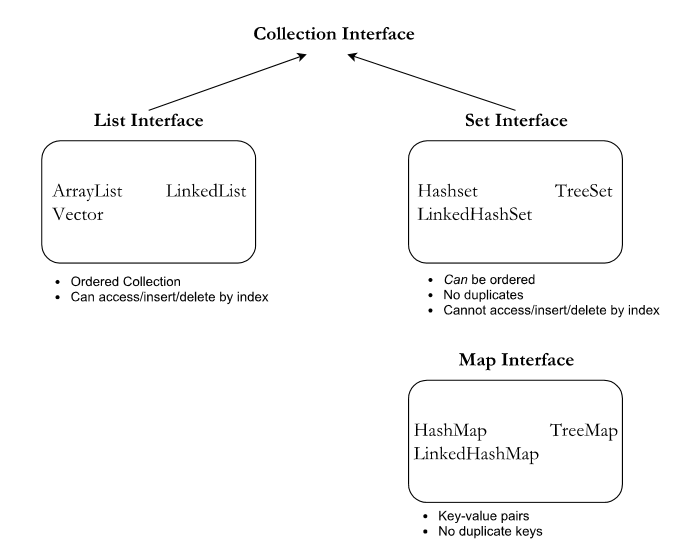 Collection Interface
List Interface
ArrayList LinkedList
Vector
• Ordered Collection
• Can access/insert/delete by index
Set Interface
Hashset TreeSet
LinkedHashSet
• Can be ordered
• No duplicates
• Cannot access/insert/delete by index
Map Interface
HashMap TreeMap
LinkedHashMap
• Key-value pairs
• No duplicate keys